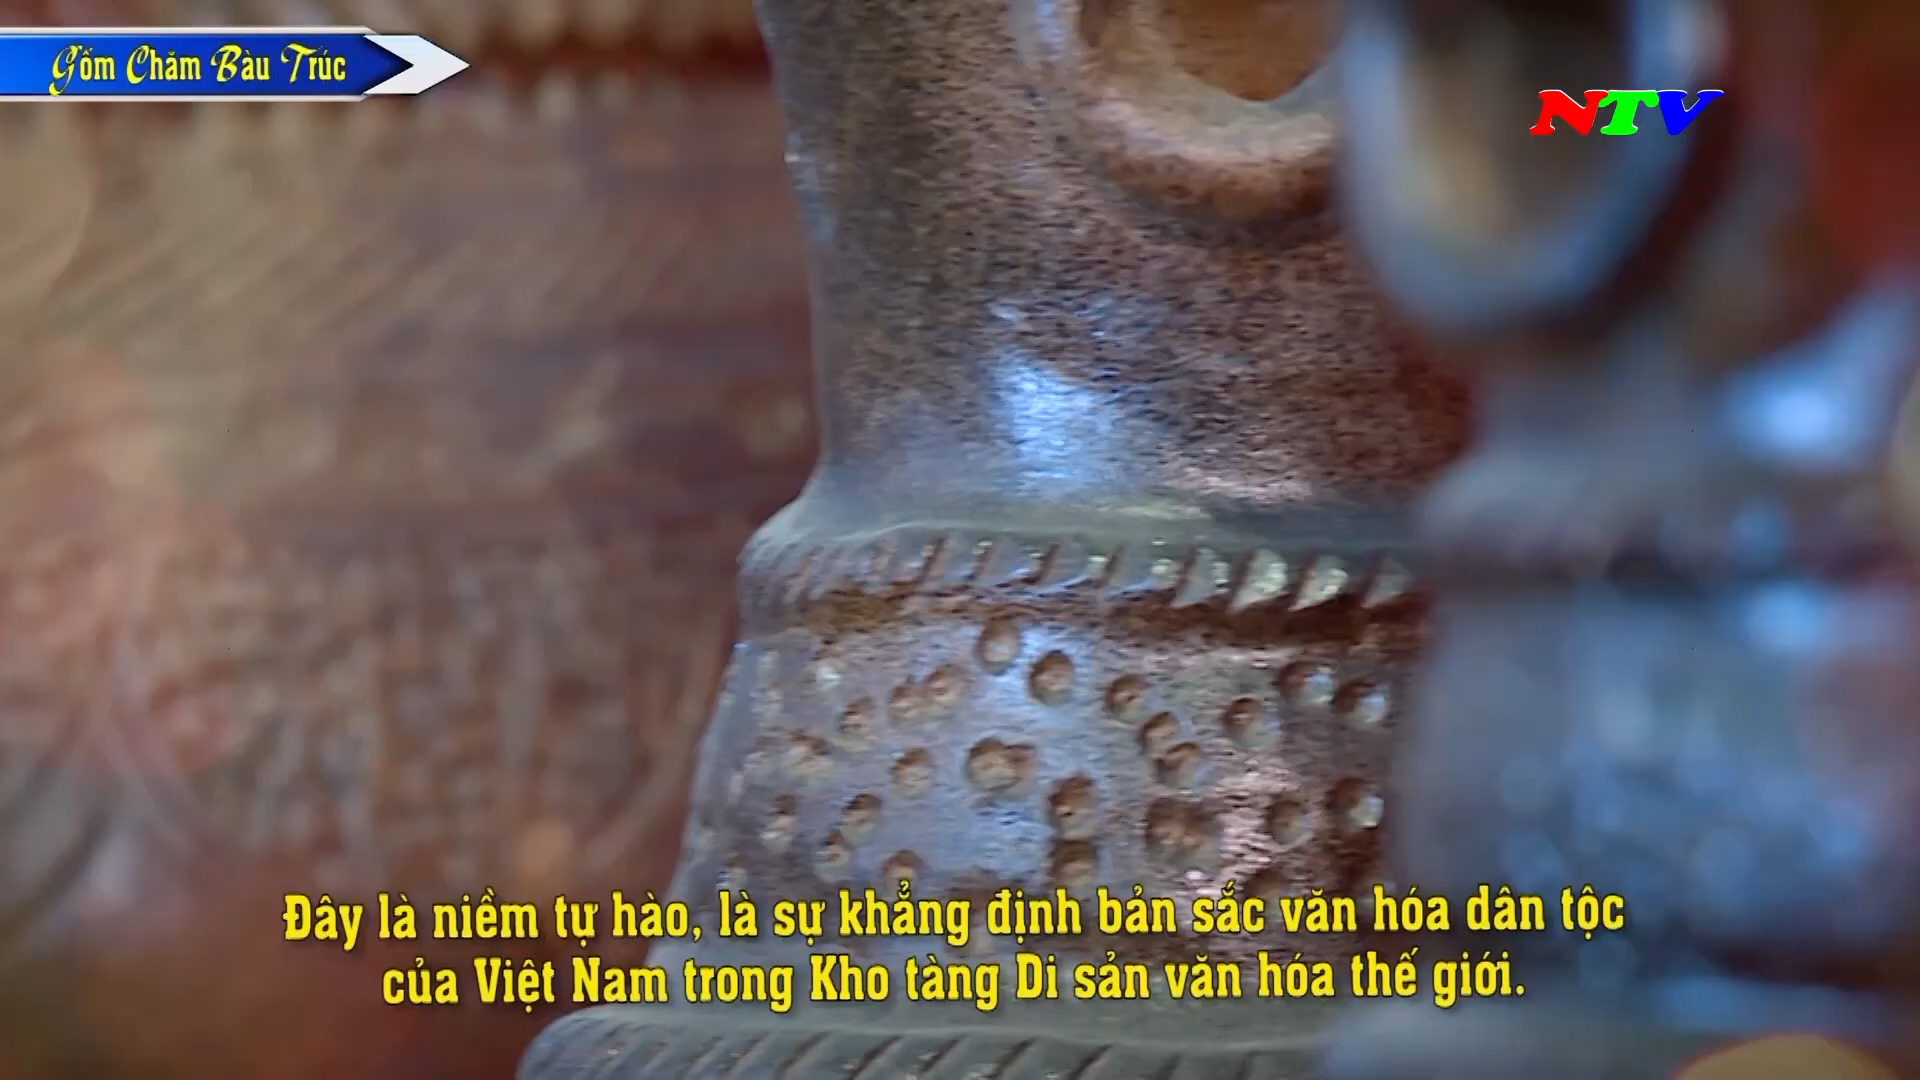 Gốm Chăm Bàu Trúc
NTV
Đây là niềm tự hào, là sự khẳng định bản sắc văn hóa dân tộc
của Việt Nam trong Kho tàng Di sản văn hóa thế giới.